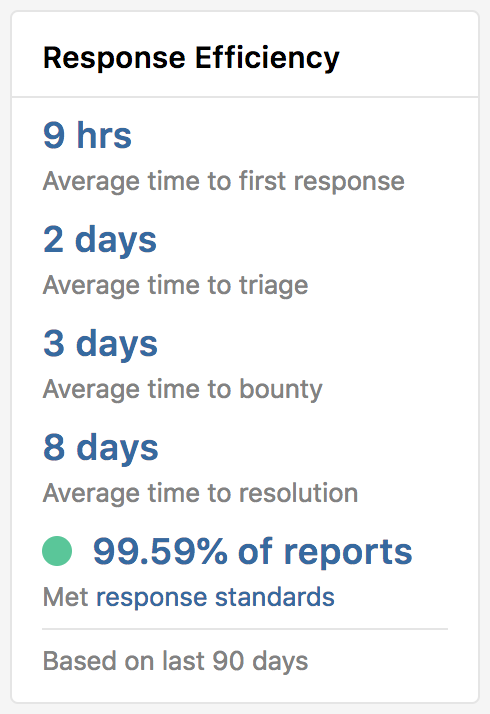 Response Efficiency
9 hrs
Average time to first response
2 days
Average time to triage
3 days
Average time to bounty
8 days
Average time to resolution
99.59% of reports
Met response standards
Based on last 90 days